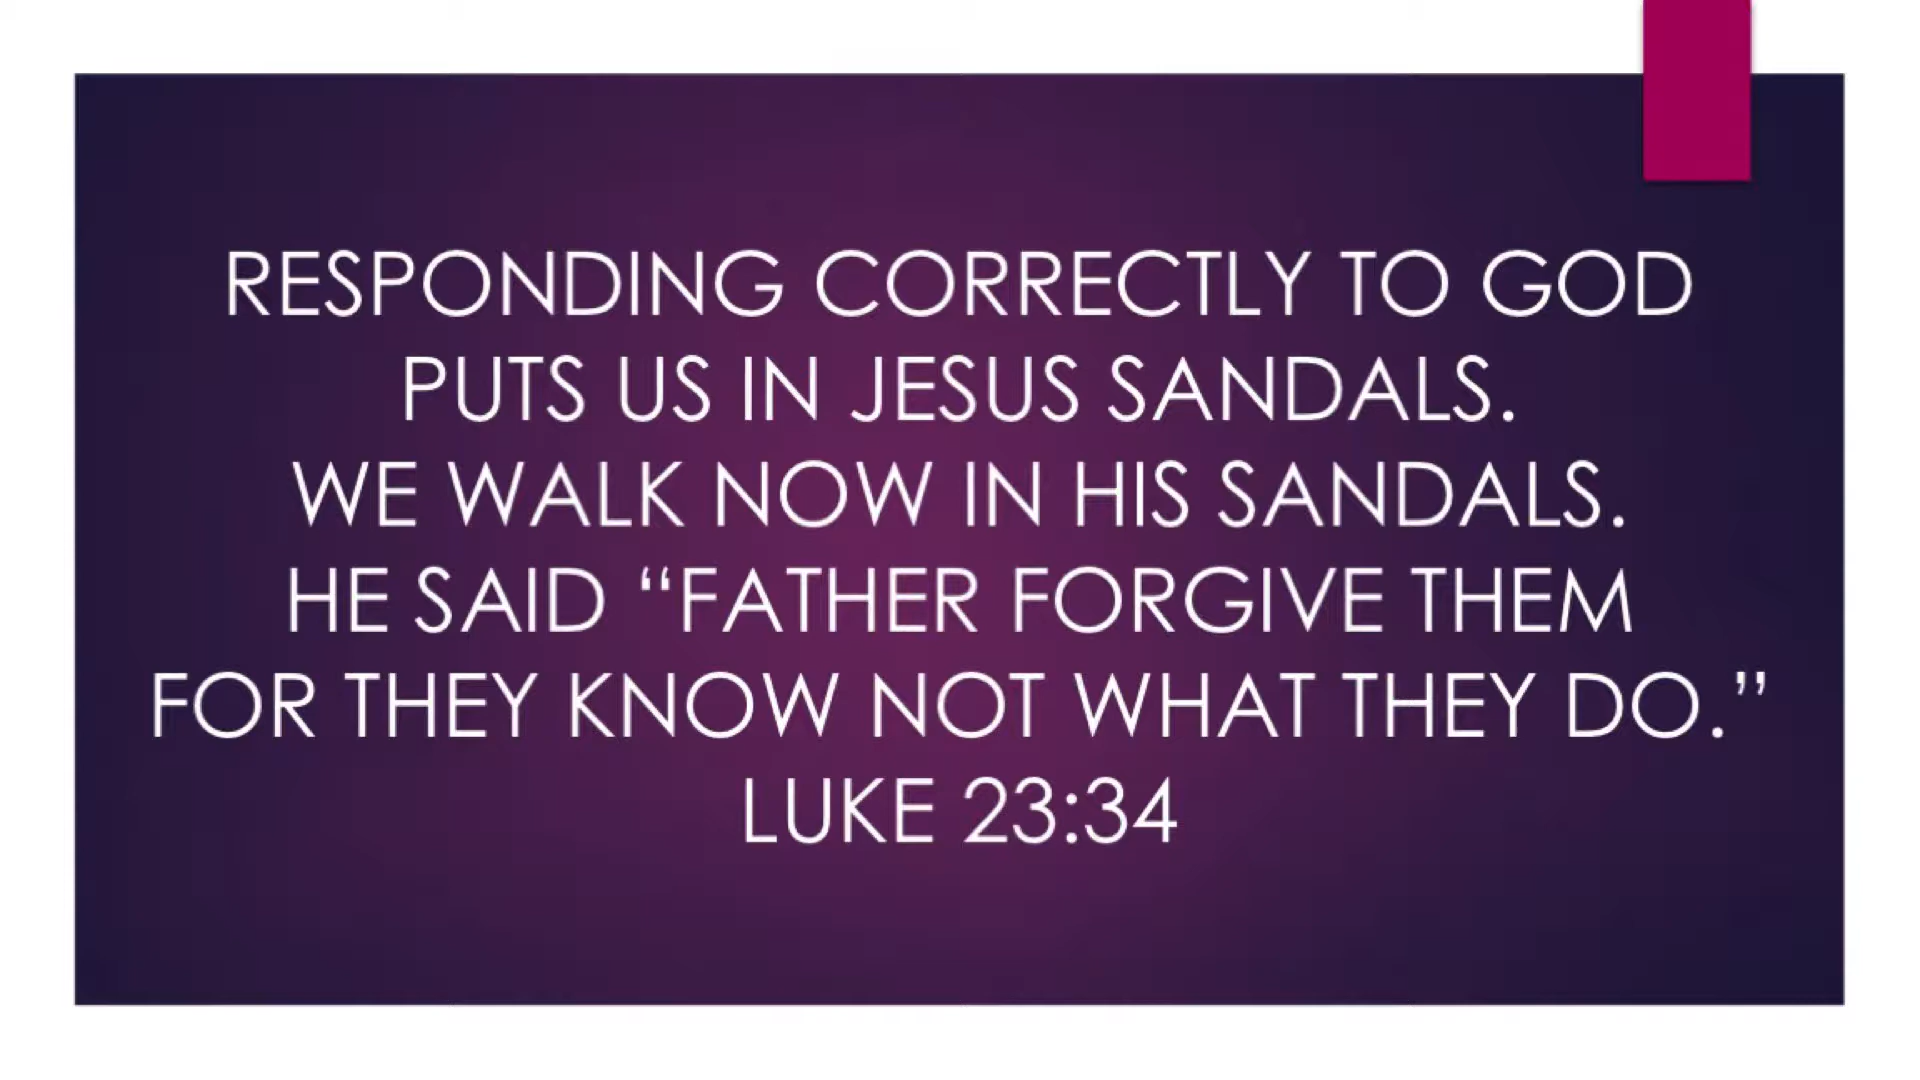 RESPONDING CORRECTLY TO GOD
PUTS US IN JESUS SANDALS.
WE WALK NOW IN HIS SANDALS.
HE SAID “FATHER FORGIVE THEM
FOR THEY KNOW NOT WHAT THEY DO.”
LUKE 23:34